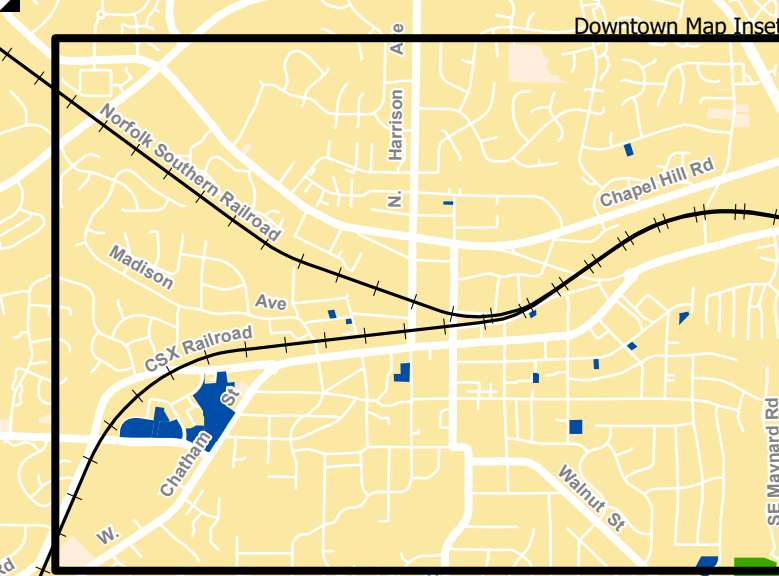 Downtown Map Inset
N. Harrison Ave
Norfolk Southern Railroad
Chapel Hill Rd
Madison Ave
CSX Railroad
W. Chatham St
SE Maynard Rd
Walnut St
Rd